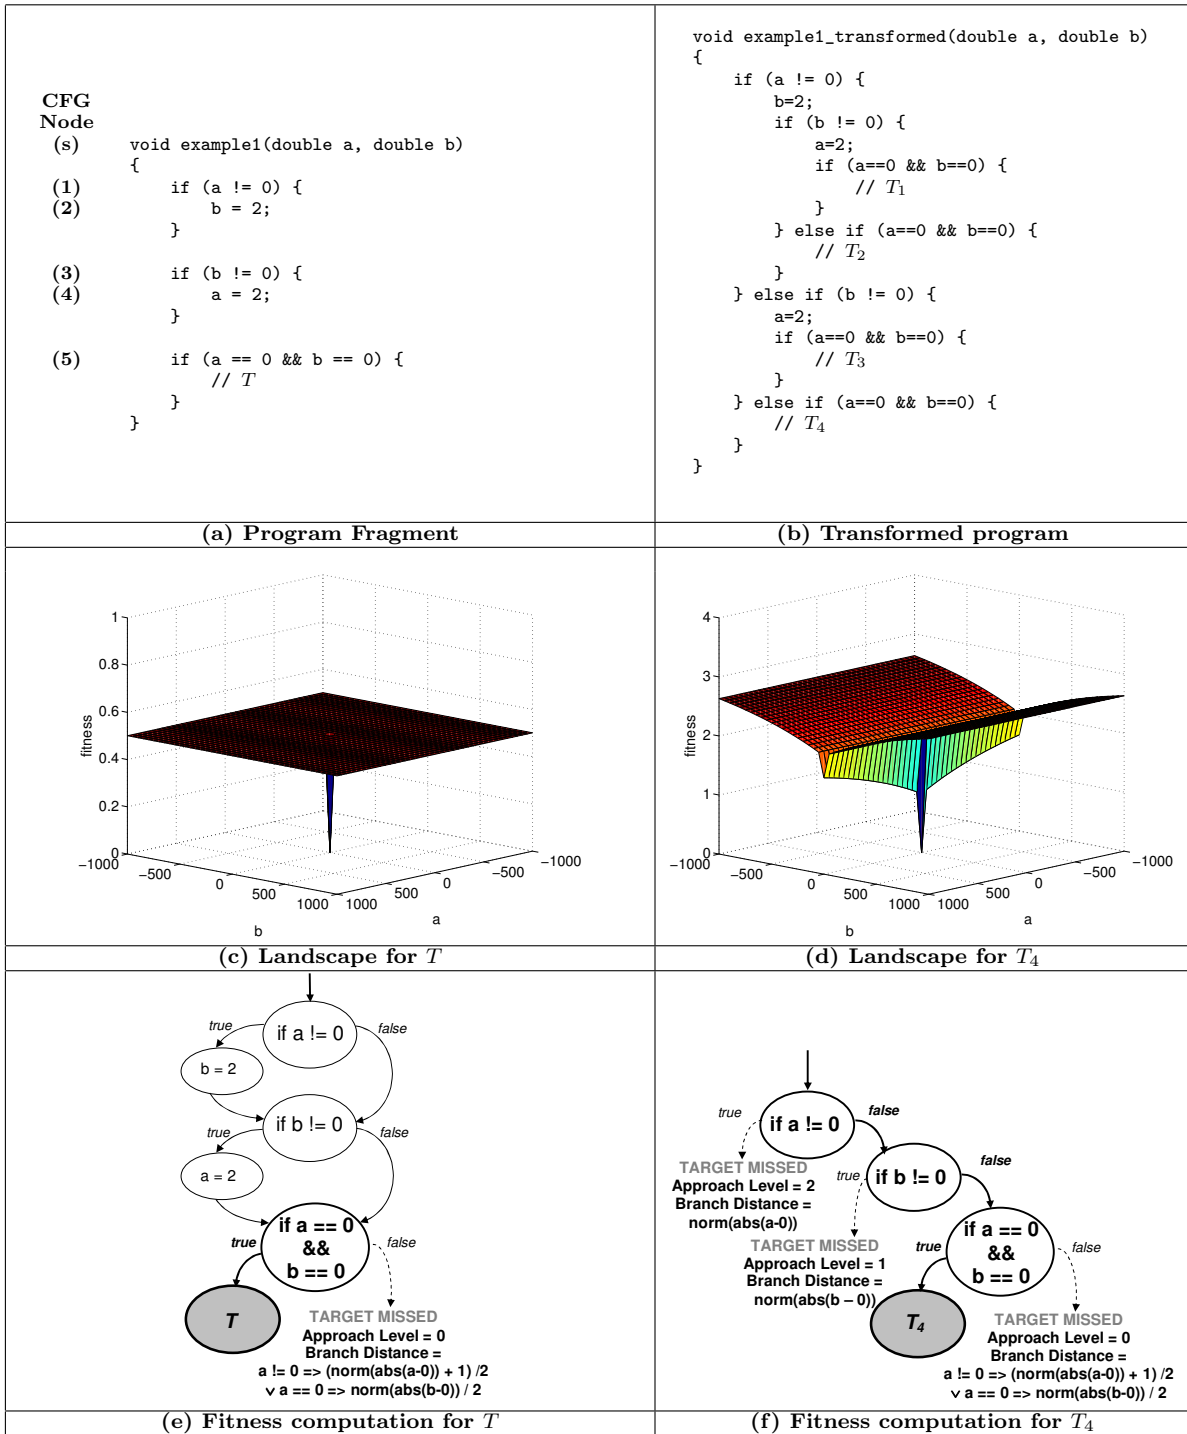 CFG
Node
(s) void example1(double a, double b)
{
(1) if (a != 0) {
(2) b = 2;
}
(3) if (b != 0) {
(4) a = 2;
}
(5) if (a == 0 && b == 0) {
// T
}
}
void example1_transformed(double a, double b)
{
if (a != 0) {
b=2;
if (b != 0) {
a=2;
if (a==0 && b==0) {
// T1
}
} else if (a==0 && b==0) {
// T2
}
} else if (b != 0) {
a=2;
if (a==0 && b==0) {
// T3
}
} else if (a==0 && b==0) {
// T4
}
}
(a) Program Fragment
(b) Transformed program
1
0.8
0.6
0.4
0.2
0
fitness
−1000
−500
0
500
1000
b
1000
500
0
−500
−1000
a
4
3
2
1
0
fitness
−1000
−500
0
500
1000
b
1000
500
0
−500
−1000
a
(c) Landscape for T
(d) Landscape for T4
if a != 0
true
false
b = 2
if b != 0
true
false
a = 2
if a == 0
&&
b == 0
true
false
T
TARGET MISSED
Approach Level = 0
Branch Distance =
a != 0 => (norm(abs(a-0)) + 1) /2
∨ a == 0 => norm(abs(b-0)) / 2
if a != 0
true
false
TARGET MISSED
Approach Level = 2
Branch Distance =
norm(abs(a-0))
if b != 0
true
false
TARGET MISSED
Approach Level = 1
Branch Distance =
norm(abs(b – 0))
if a == 0
&&
b == 0
true
false
T4
TARGET MISSED
Approach Level = 0
Branch Distance =
a != 0 => (norm(abs(a-0)) + 1) /2
∨ a == 0 => norm(abs(b-0)) / 2
(e) Fitness computation for T
(f) Fitness computation for T4